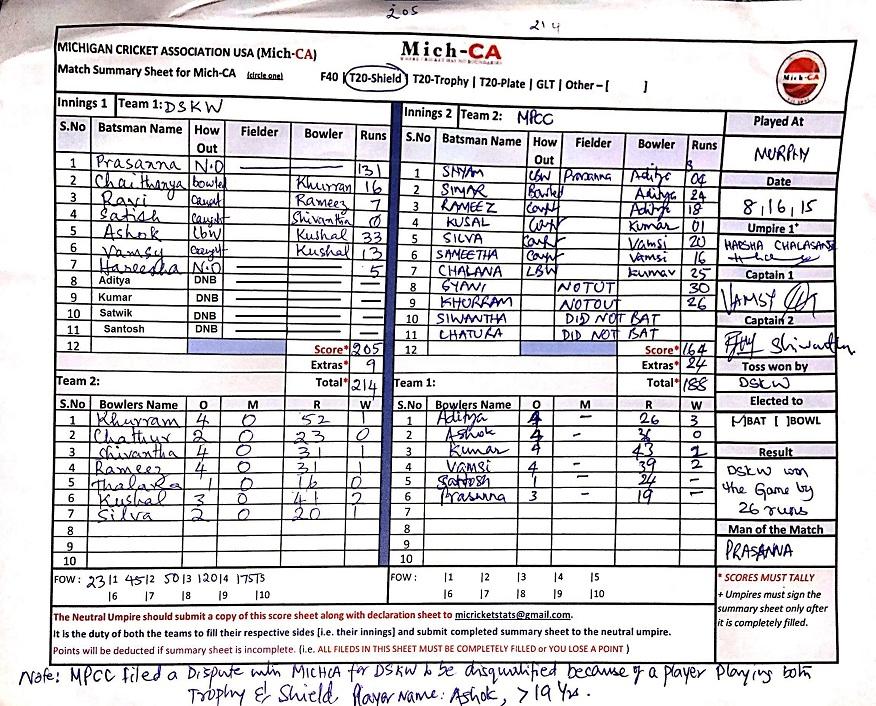 205
214
MICHIGAN CRICKET ASSOCIATION USA (Mich-CA)
Mich-CA
Match Summary Sheet for Mich-CA (circle one) F40 | T20-Shield | T20-Trophy | T20-Plate | GLT | Other – [ ]
Mich-CA
Innings 1 Team 1: DSKW
S.No Batsman Name How Out Fielder Bowler Runs
1 Prasanna N.O 131
2 Chaithanya bowled Khurram 16
3 Ravi Caught Rameez 7
4 Satish Caught Shivantha 0
5 Ashok LBW Kushal 33
6 Vamsy Caught Kushal 13
7 Hareesha N.O 5
8 Aditya DNB
9 Kumar DNB
10 Satwik DNB
11 Santosh DNB
12 Score* 205
Extras* 9
Total* 214
Innings 2 Team 2: MPCC
S.No Batsman Name How Out Fielder Bowler Runs
1 SHYAM LBW Prasanna Aditya 04
2 SIMAR Bowled Aditya 24
3 RAMEEZ Caught Aditya 18
4 KUSAL Caught Kumar 01
5 SILVA Caught Vamsi 20
6 SAMEETHA Caught Vamsi 16
7 CHALANA LBW Kumar 25
8 GYANI NOTUT 30
9 KHURRAM NOTOUT 26
10 SIWANTHA DID NOT BAT
11 CHATURA DID NOT BAT
12 Score* 164
Extras* 24
Total* 188
Played At
MURPHY
Date
8,16,15
Umpire 1+
HARSHA CHALASANI
Captain 1
VAMSY
Captain 2
Shivantha
Toss won by
DSKW
Elected to
BAT [ ]BOWL
Result
DSKW won
the Game by
26 runs
Man of the Match
PRASANNA
Team 2:
S.No Bowlers Name O M R W
1 Khurram 4 0 52 1
2 Chathur 2 0 23 0
3 Shivantha 4 0 31 1
4 Rameez 4 0 31 1
5 Thalara 1 0 16 0
6 Kushal 3 0 41 2
7 Silva 2 0 20 1
8
9
10
Team 1:
S.No Bowlers Name O M R W
1 Aditya 4 - 26 3
2 Ashok 4 - 36 0
3 Kumar 4 43 2
4 Vamsi 4 - 39 2
5 Santosh 1 - 24 -
6 Prasanna 3 - 19 -
7
8
9
10
FOW: 23|1 45|2 50|3 120|4 175|5
|6 |7 |8 |9 |10
FOW : |1 |2 |3 |4 |5
|6 |7 |8 |9 |10
* SCORES MUST TALLY
+ Umpires must sign the
summary sheet only after
it is completely filled.
The Neutral Umpire should submit a copy of this score sheet along with declaration sheet to micricketstats@gmail.com.
It is the duty of both the teams to fill their respective sides [i.e. their innings] and submit completed summary sheet to the neutral umpire.
Points will be deducted if summary sheet is incomplete. (i.e. ALL FILEDS IN THIS SHEET MUST BE COMPLETELY FILLED or YOU LOSE A POINT )
Note: MPCC filed a Dispute with MICHCA for DSKW to be disqualified because of a player playing both
Trophy & Shield Player Name: Ashok, > 19 Yrs.